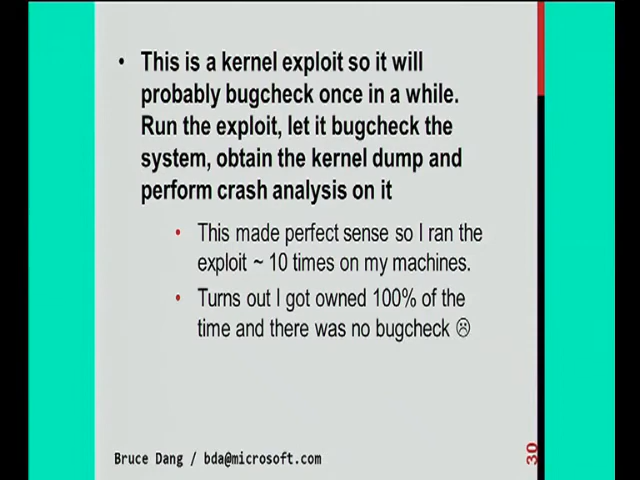 • This is a kernel exploit so it will
probably bugcheck once in a while.
Run the exploit, let it bugcheck the
system, obtain the kernel dump and
perform crash analysis on it
• This made perfect sense so I ran the
exploit ~ 10 times on my machines.
• Turns out I got owned 100% of the
time and there was no bugcheck ☹
Bruce Dang / bda@microsoft.com
30